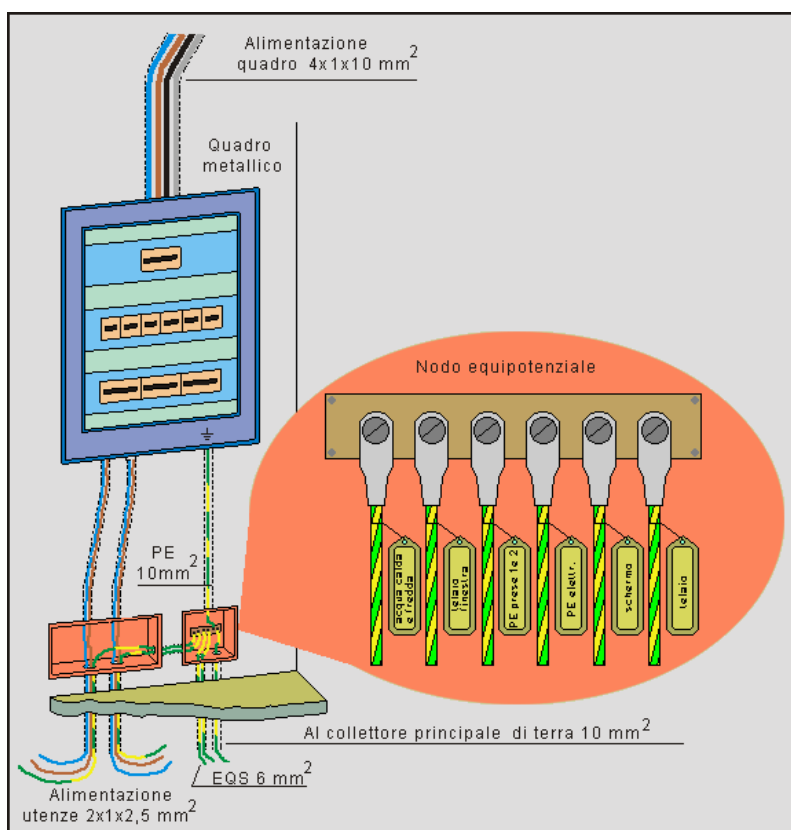 Alimentazione
quadro 4x1x10 mm²
Quadro
metallico
Nodo equipotenziale
acqua calda
e fredda
telaio
finestra
PE prese 1e 2
PE elettr.
schermo
telaio
PE
10mm²
Al collettore principale di terra 10 mm²
EQS 6 mm²
Alimentazione
utenze 2x1x2,5 mm²